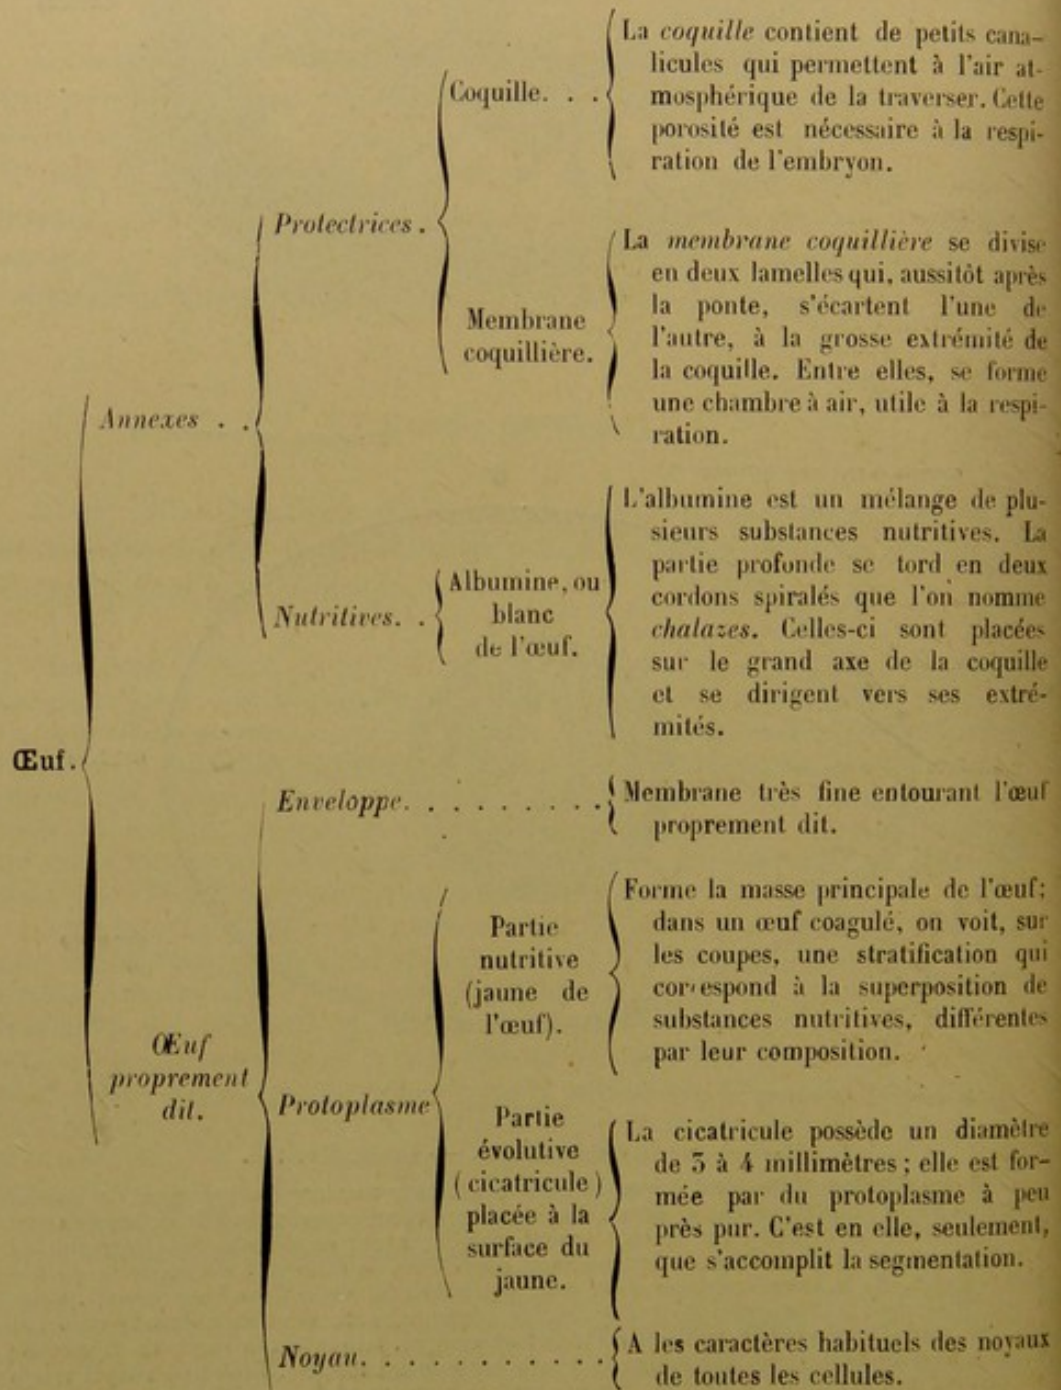 Œuf.
Annexes . .
Protectrices .
Coquille. . .
La coquille contient de petits cana-
licules qui permettent à l'air at-
mosphérique de la traverser. Cette
porosité est nécessaire à la respi-
ration de l'embryon.
Membrane
coquillière.
La membrane coquillière se divise
en deux lamelles qui, aussitôt après
la ponte, s'écartent l'une de
l'autre, à la grosse extrémité de
la coquille. Entre elles, se forme
une chambre à air, utile à la respi-
ration.
Nutritives. .
Albumine, ou
blanc
de l'œuf.
L'albumine est un mélange de plu-
sieurs substances nutritives. La
partie profonde se tord en deux
cordons spiralés que l'on nomme
chalazes. Celles-ci sont placées
sur le grand axe de la coquille
et se dirigent vers ses extré-
mités.
Œuf
proprement
dit.
Enveloppe. . . . . . . . . .
Membrane très fine entourant l'œuf
proprement dit.
Protoplasme
Partie
nutritive
(jaune de
l'œuf).
Forme la masse principale de l'œuf;
dans un œuf coagulé, on voit, sur
les coupes, une stratification qui
correspond à la superposition de
substances nutritives, différentes
par leur composition.
Partie
évolutive
(cicatricule)
placée à la
surface du
jaune.
La cicatricule possède un diamètre
de 3 à 4 millimètres ; elle est for-
mée par du protoplasme à peu
près pur. C'est en elle, seulement,
que s'accomplit la segmentation.
Noyau. . . . . . . . . . . .
A les caractères habituels des noyaux
de toutes les cellules.